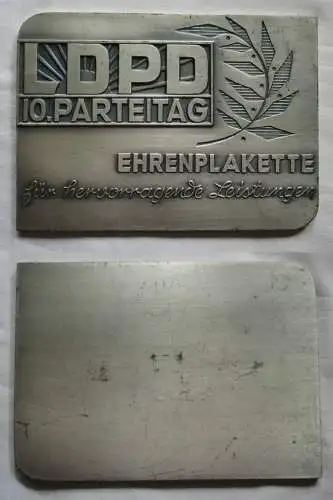 LDPD
10. PARTEITAG
EHRENPLAKETTE
für hervorragende Leistungen